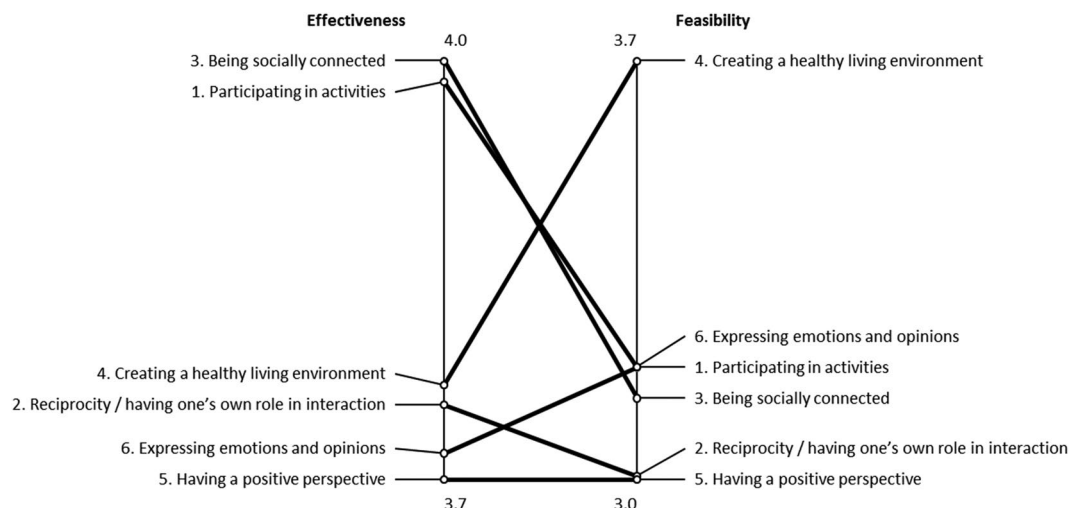 Effectiveness
Feasibility
4.0
3.7
3. Being socially connected
4. Creating a healthy living environment
1. Participating in activities
6. Expressing emotions and opinions
4. Creating a healthy living environment
1. Participating in activities
2. Reciprocity / having one's own role in interaction
3. Being socially connected
6. Expressing emotions and opinions
2. Reciprocity / having one's own role in interaction
5. Having a positive perspective
5. Having a positive perspective
3.7
3.0